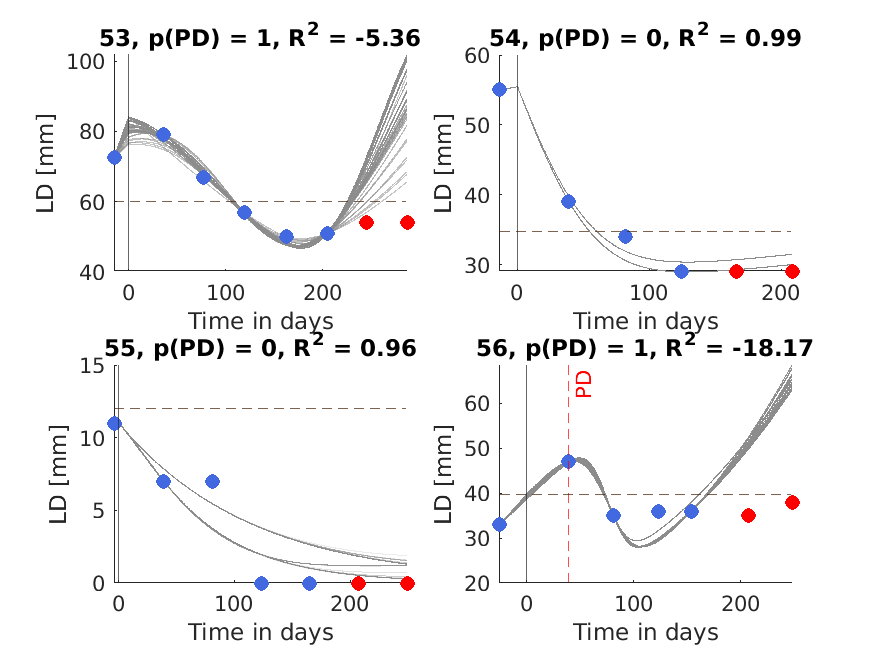 53, p(PD) = 1, R² = -5.36
LD [mm]
100
80
60
40
0
100
200
Time in days
54, p(PD) = 0, R² = 0.99
LD [mm]
60
50
40
30
0
100
200
Time in days
55, p(PD) = 0, R² = 0.96
LD [mm]
15
10
5
0
0
100
200
Time in days
56, p(PD) = 1, R² = -18.17
PD
LD [mm]
60
50
40
30
20
0
100
200
Time in days